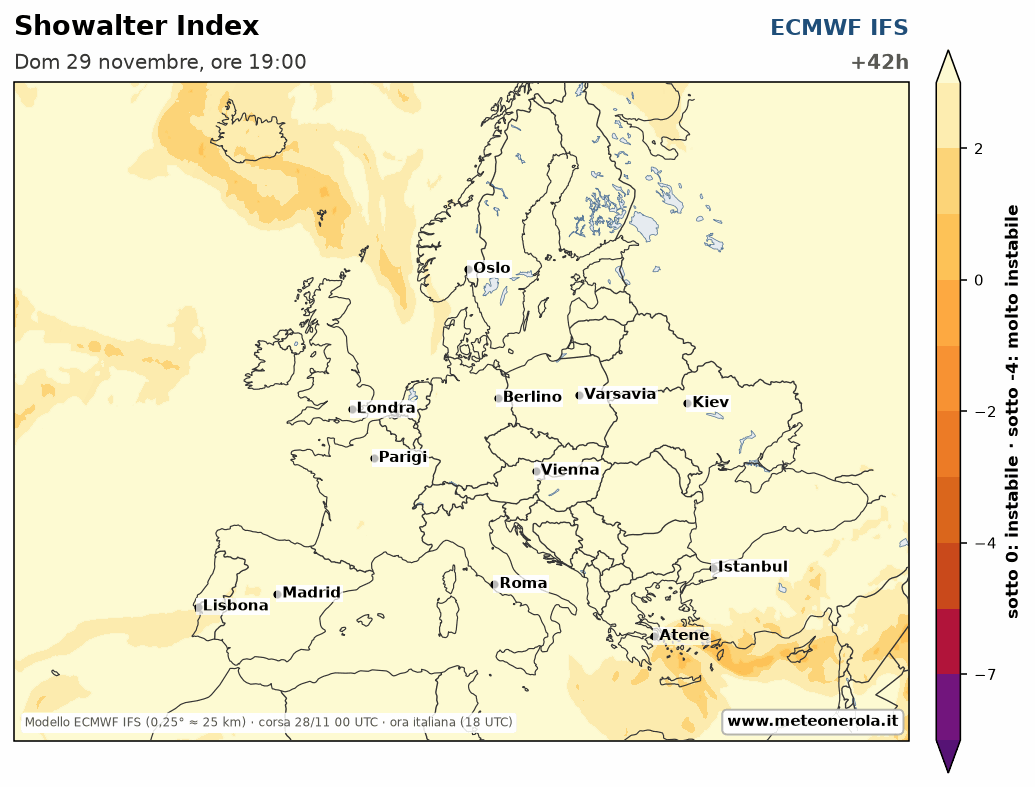 Showalter Index
ECMWF IFS
Dom 29 novembre, ore 19:00
+42h
Oslo
Londra
Berlino
Varsavia
Kiev
Parigi
Vienna
Istanbul
Roma
Madrid
Lisbona
Atene
Modello ECMWF IFS (0,25° ≈ 25 km) · corsa 28/11 00 UTC · ora italiana (18 UTC)
www.meteonerola.it
2
0
−2
−4
−7
sotto 0: instabile · sotto -4: molto instabile